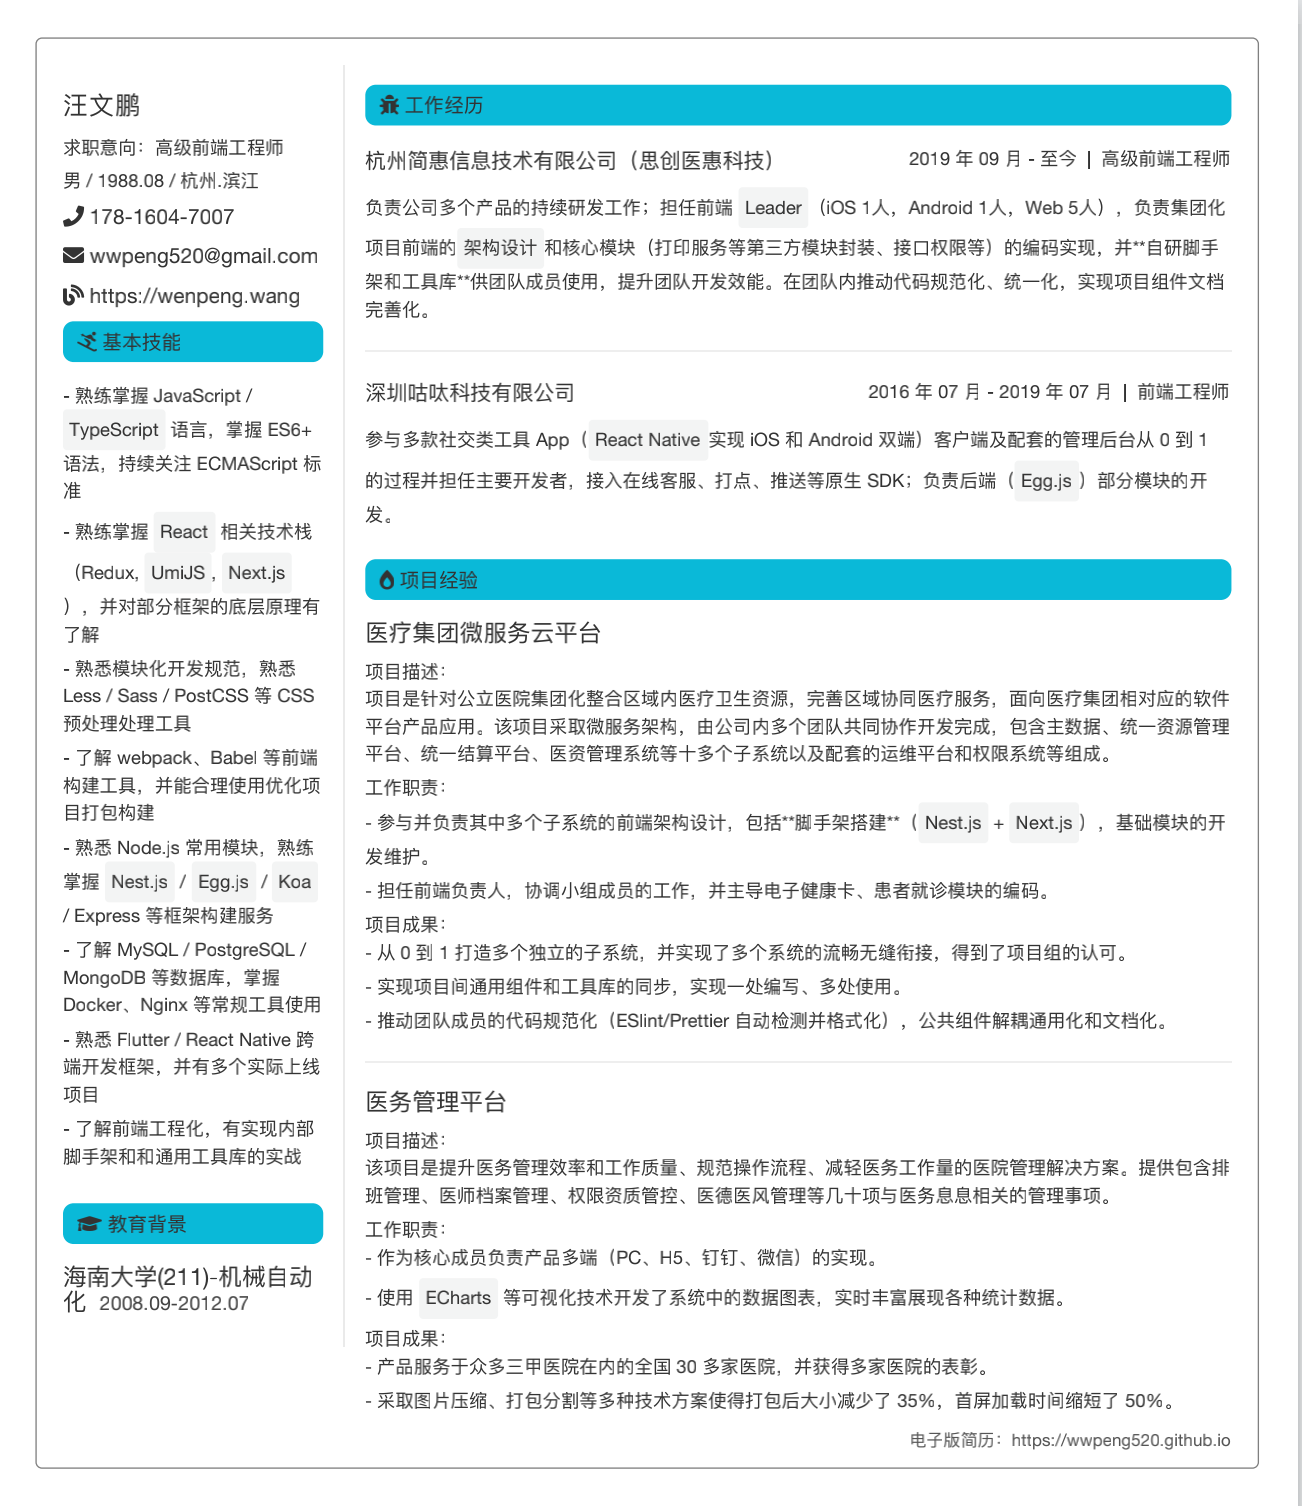 汪文鹏
求职意向：高级前端工程师
男 / 1988.08 / 杭州.滨江
178-1604-7007
wwpeng520@gmail.com
https://wenpeng.wang
基本技能
- 熟练掌握 JavaScript /
TypeScript 语言，掌握 ES6+
语法，持续关注 ECMAScript 标
准
- 熟练掌握 React 相关技术栈
（Redux, UmiJS , Next.js
），并对部分框架的底层原理有
了解
- 熟悉模块化开发规范，熟悉
Less / Sass / PostCSS 等 CSS
预处理处理工具
- 了解 webpack、Babel 等前端
构建工具，并能合理使用优化项
目打包构建
- 熟悉 Node.js 常用模块，熟练
掌握 Nest.js / Egg.js / Koa
/ Express 等框架构建服务
- 了解 MySQL / PostgreSQL /
MongoDB 等数据库，掌握
Docker、Nginx 等常规工具使用
- 熟悉 Flutter / React Native 跨
端开发框架，并有多个实际上线
项目
- 了解前端工程化，有实现内部
脚手架和和通用工具库的实战
教育背景
海南大学(211)-机械自动
化 2008.09-2012.07
工作经历
杭州简惠信息技术有限公司（思创医惠科技） 2019 年 09 月 - 至今 | 高级前端工程师
负责公司多个产品的持续研发工作；担任前端 Leader （iOS 1人，Android 1人，Web 5人），负责集团化
项目前端的 架构设计 和核心模块（打印服务等第三方模块封装、接口权限等）的编码实现，并**自研脚手
架和工具库**供团队成员使用，提升团队开发效能。在团队内推动代码规范化、统一化，实现项目组件文档
完善化。
深圳咕呔科技有限公司 2016 年 07 月 - 2019 年 07 月 | 前端工程师
参与多款社交类工具 App（ React Native 实现 iOS 和 Android 双端）客户端及配套的管理后台从 0 到 1
的过程并担任主要开发者，接入在线客服、打点、推送等原生 SDK；负责后端（ Egg.js ）部分模块的开
发。
项目经验
医疗集团微服务云平台
项目描述：
项目是针对公立医院集团化整合区域内医疗卫生资源，完善区域协同医疗服务，面向医疗集团相对应的软件
平台产品应用。该项目采取微服务架构，由公司内多个团队共同协作开发完成，包含主数据、统一资源管理
平台、统一结算平台、医资管理系统等十多个子系统以及配套的运维平台和权限系统等组成。
工作职责：
- 参与并负责其中多个子系统的前端架构设计，包括**脚手架搭建**（ Nest.js + Next.js ），基础模块的开
发维护。
- 担任前端负责人，协调小组成员的工作，并主导电子健康卡、患者就诊模块的编码。
项目成果：
- 从 0 到 1 打造多个独立的子系统，并实现了多个系统的流畅无缝衔接，得到了项目组的认可。
- 实现项目间通用组件和工具库的同步，实现一处编写、多处使用。
- 推动团队成员的代码规范化（ESlint/Prettier 自动检测并格式化），公共组件解耦通用化和文档化。
医务管理平台
项目描述：
该项目是提升医务管理效率和工作质量、规范操作流程、减轻医务工作量的医院管理解决方案。提供包含排
班管理、医师档案管理、权限资质管控、医德医风管理等几十项与医务息息相关的管理事项。
工作职责：
- 作为核心成员负责产品多端（PC、H5、钉钉、微信）的实现。
- 使用 ECharts 等可视化技术开发了系统中的数据图表，实时丰富展现各种统计数据。
项目成果：
- 产品服务于众多三甲医院在内的全国 30 多家医院，并获得多家医院的表彰。
- 采取图片压缩、打包分割等多种技术方案使得打包后大小减少了 35%，首屏加载时间缩短了 50%。
电子版简历：https://wwpeng520.github.io